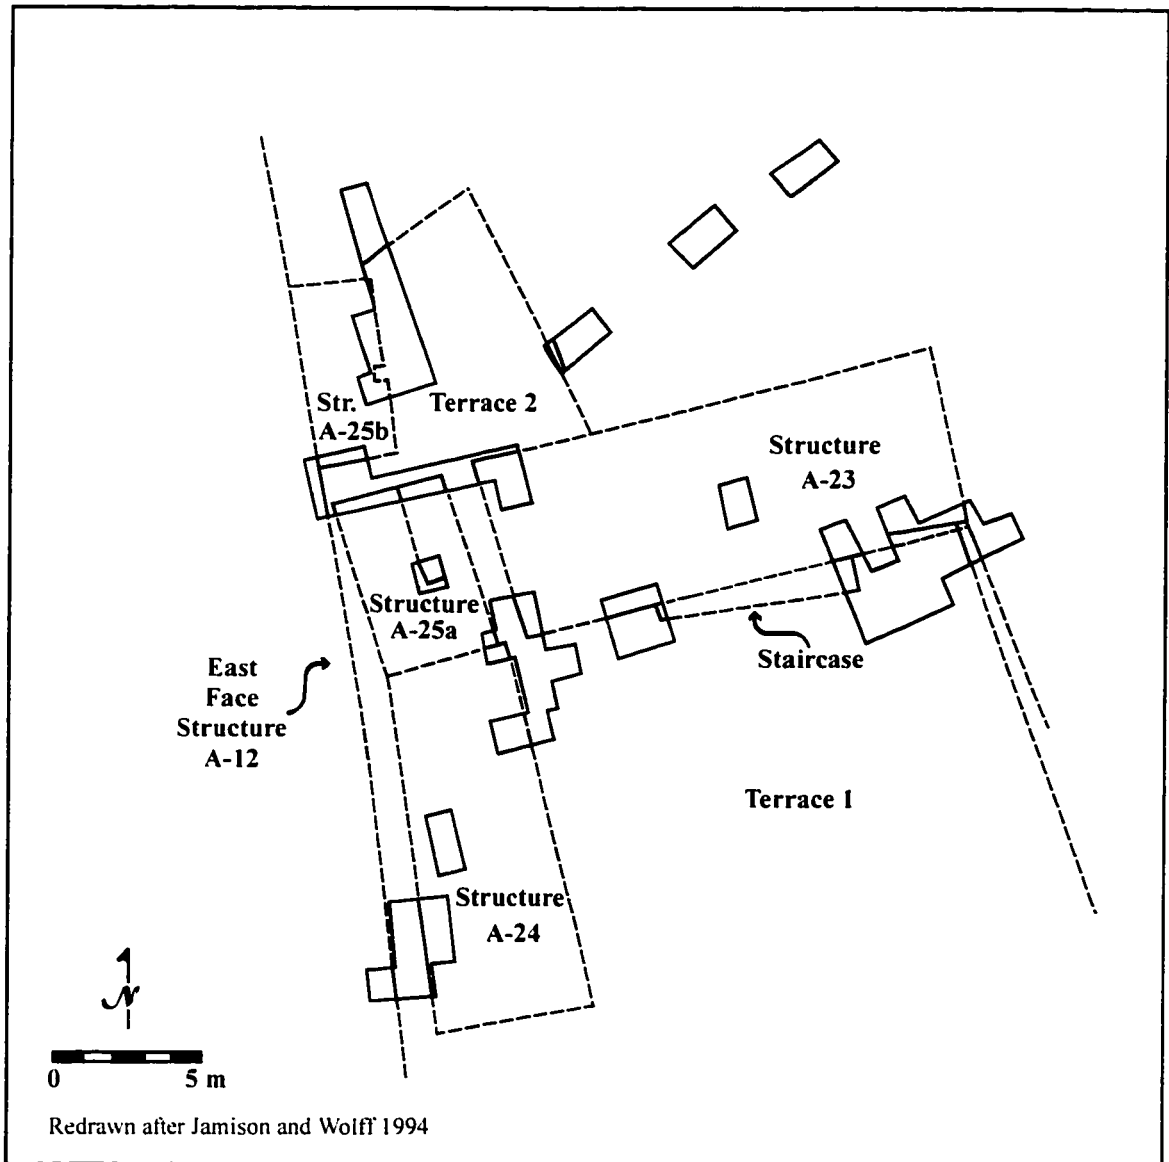 Str.
A-25b
Terrace 2
Structure
A-23
Structure
A-25a
Staircase
East
Face
Structure
A-12
Terrace 1
Structure
A-24
N
0 5 m
Redrawn after Jamison and Wolff 1994